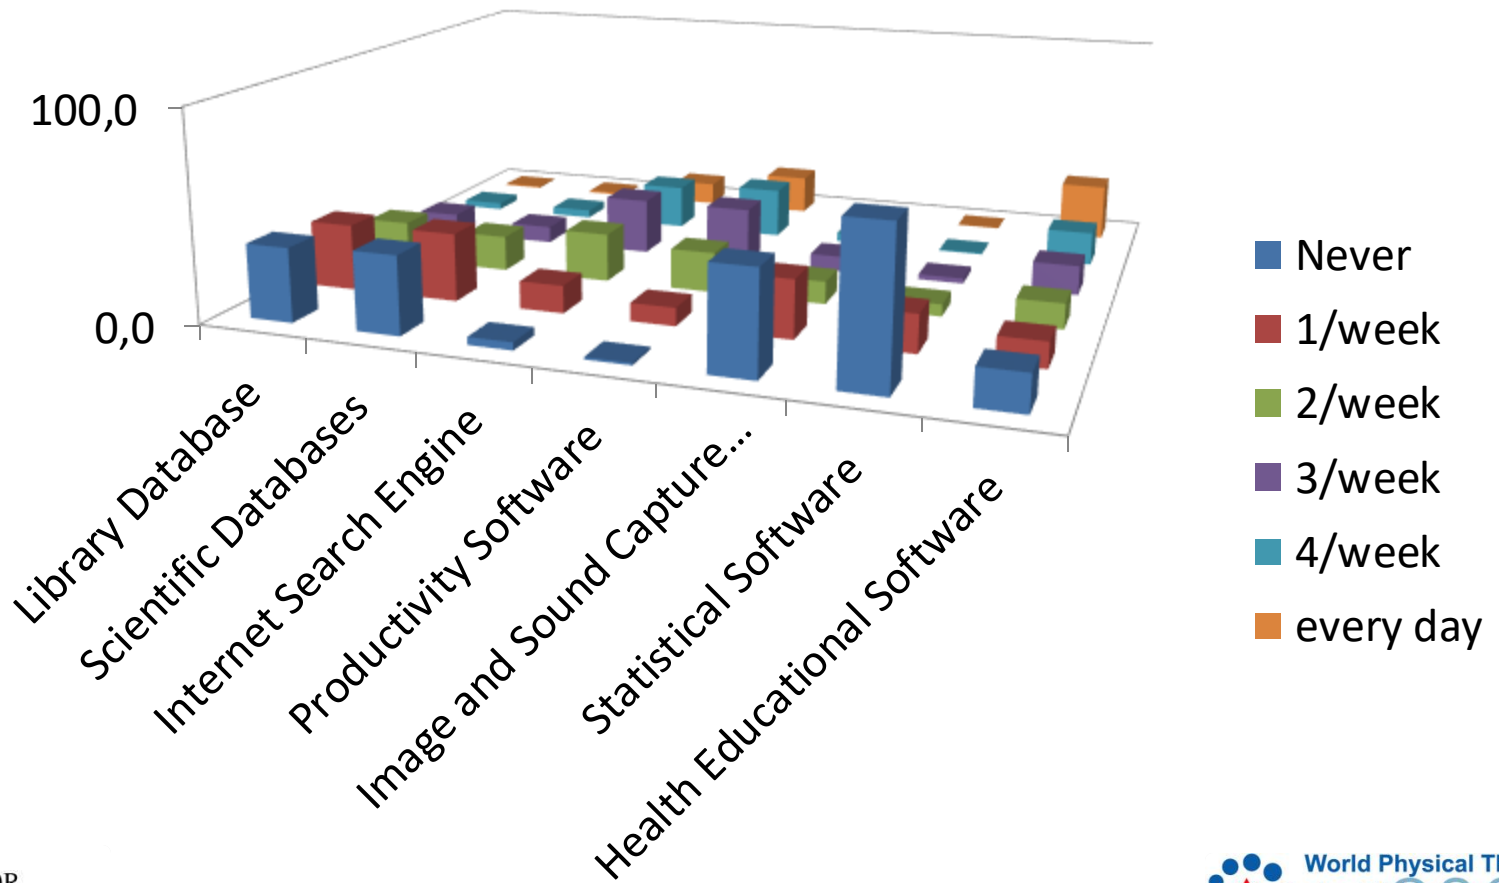 100,0
0,0
Library Database
Scientific Databases
Internet Search Engine
Productivity Software
Image and Sound Capture...
Statistical Software
Health Educational Software
Never
1/week
2/week
3/week
4/week
every day
World Physical